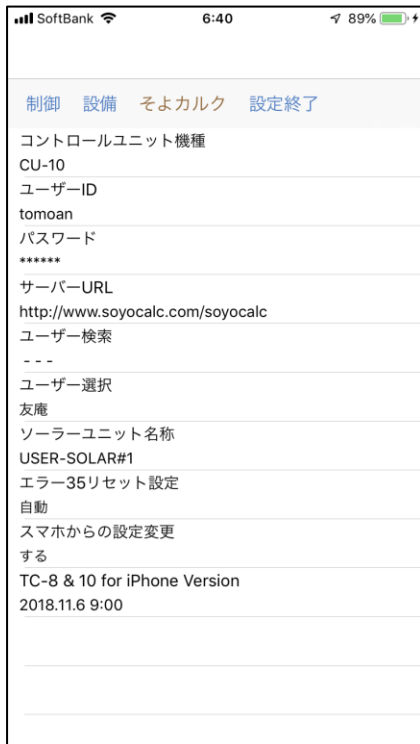 SoftBank 6:40 89%
制御 設備 そよカルク 設定終了
コントロールユニット機種
CU-10
ユーザーID
tomoan
パスワード
******
サーバーURL
http://www.soyocalc.com/soyocalc
ユーザー検索
- - -
ユーザー選択
友庵
ソーラーユニット名称
USER-SOLAR#1
エラー35リセット設定
自動
スマホからの設定変更
する
TC-8 & 10 for iPhone Version
2018.11.6 9:00